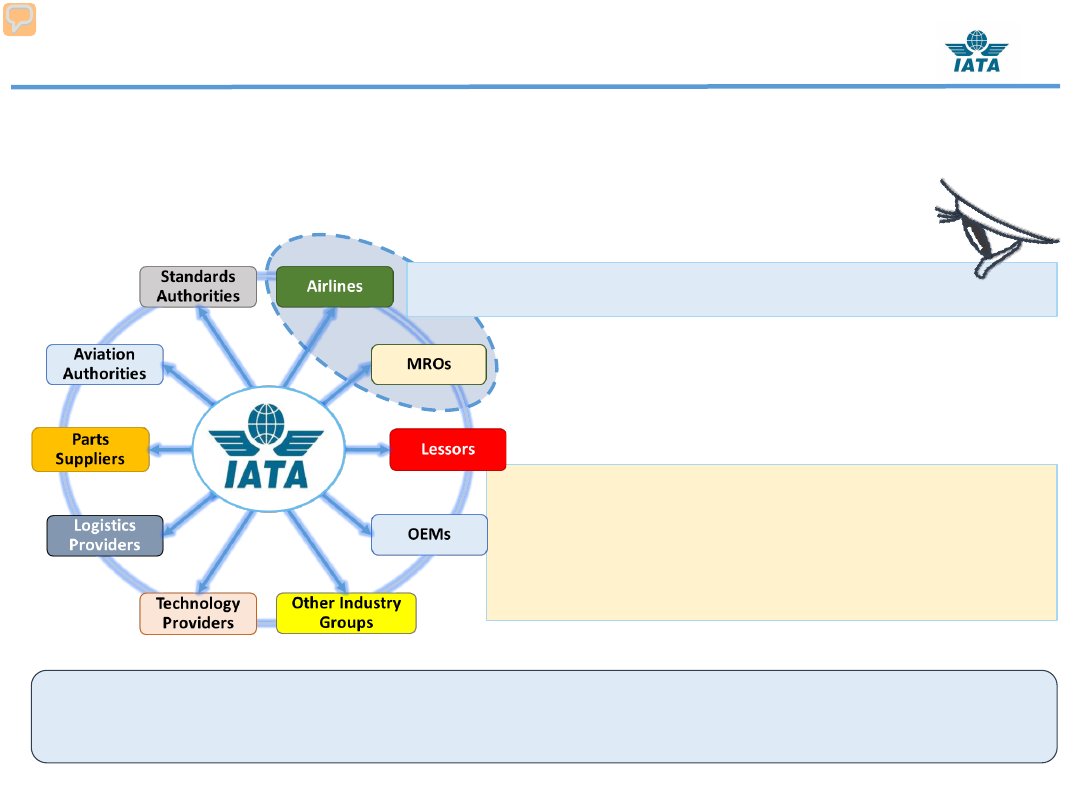 IATA
Standards
Authorities
Airlines
Aviation
Authorities
MROs
Parts
Suppliers
IATA
Lessors
Logistics
Providers
OEMs
Technology
Providers
Other Industry
Groups